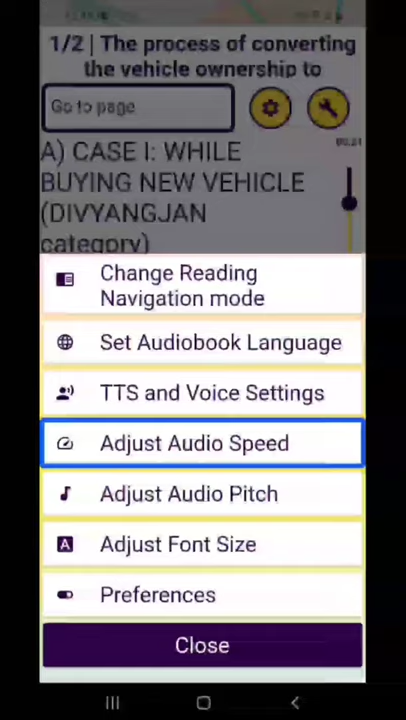 1/2 | The process of converting
the vehicle ownership to
Go to page
00:21
A) CASE I: WHILE
BUYING NEW VEHICLE
(DIVYANGJAN
category)
Change Reading
Navigation mode
Set Audiobook Language
TTS and Voice Settings
Adjust Audio Speed
Adjust Audio Pitch
Adjust Font Size
Preferences
Close